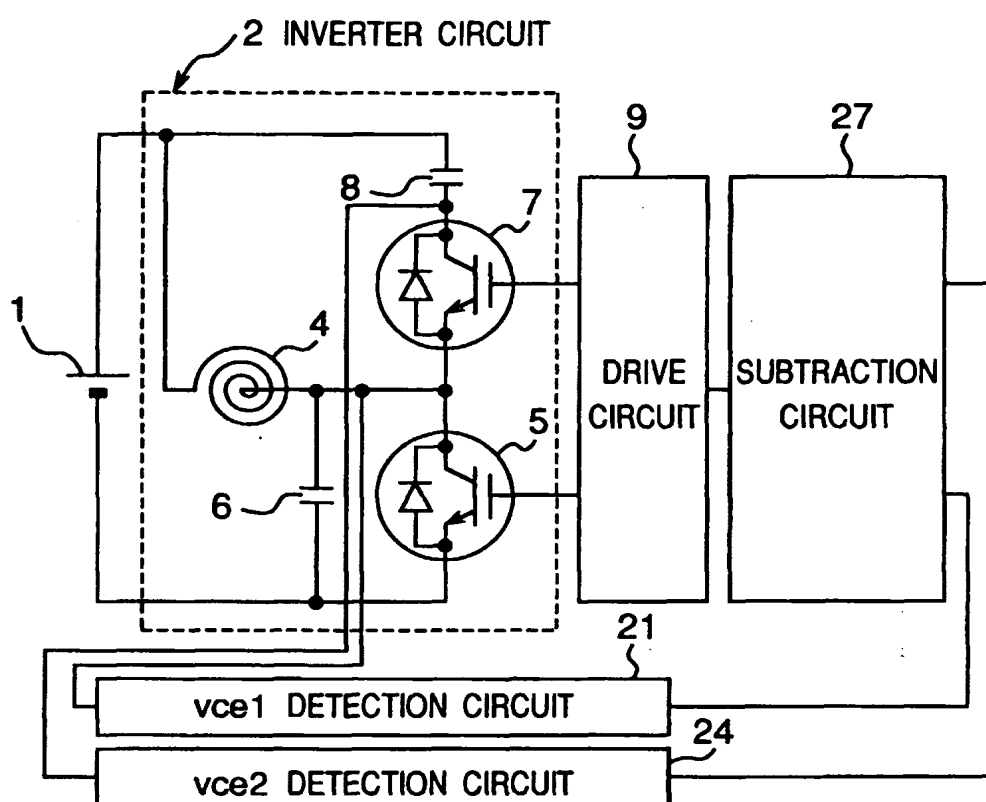 2 INVERTER CIRCUIT
9
27
8
7
1
4
DRIVE
CIRCUIT
SUBTRACTION
CIRCUIT
5
6
21
vce1 DETECTION CIRCUIT
24
vce2 DETECTION CIRCUIT